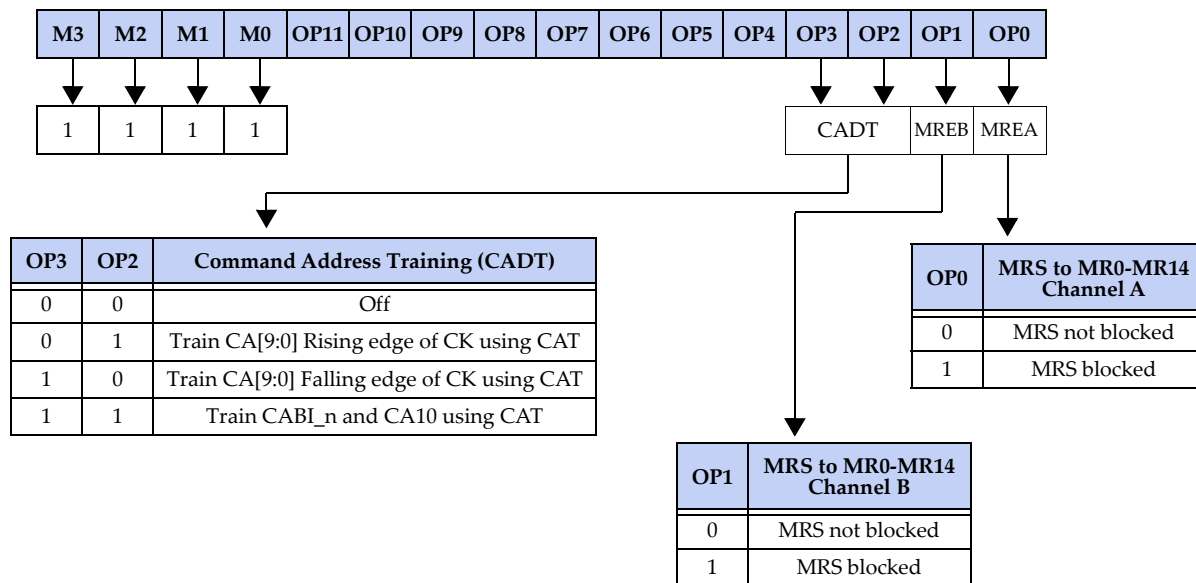 M3 M2 M1 M0 OP11 OP10 OP9 OP8 OP7 OP6 OP5 OP4 OP3 OP2 OP1 OP0
1 1 1 1 CADT MREB MREA
OP3 OP2 Command Address Training (CADT)
0 0 Off
0 1 Train CA[9:0] Rising edge of CK using CAT
1 0 Train CA[9:0] Falling edge of CK using CAT
1 1 Train CABI_n and CA10 using CAT
OP0 MRS to MR0-MR14
Channel A
0 MRS not blocked
1 MRS blocked
OP1 MRS to MR0-MR14
Channel B
0 MRS not blocked
1 MRS blocked